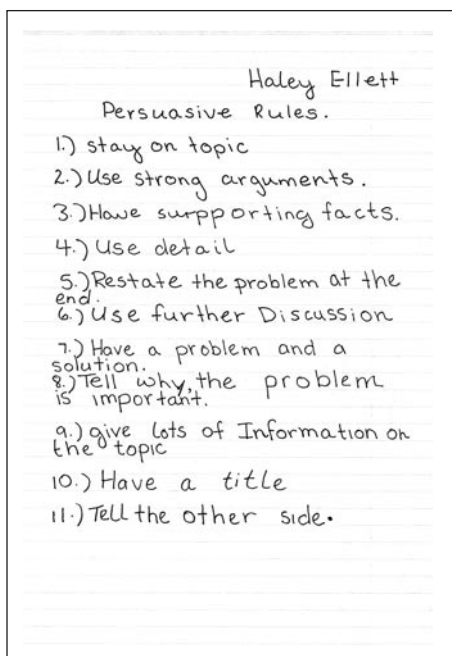 Haley Ellett
Persuasive Rules.
1.) stay on topic
2.) Use strong arguments.
3.) Have surpporting facts.
4.) Use detail
5.) Restate the problem at the
end.
6.) Use further Discussion
7.) Have a problem and a
solution.
8.) Tell why, the problem
is important.
9.) give lots of Information on
the topic
10.) Have a title
11.) Tell the other side.